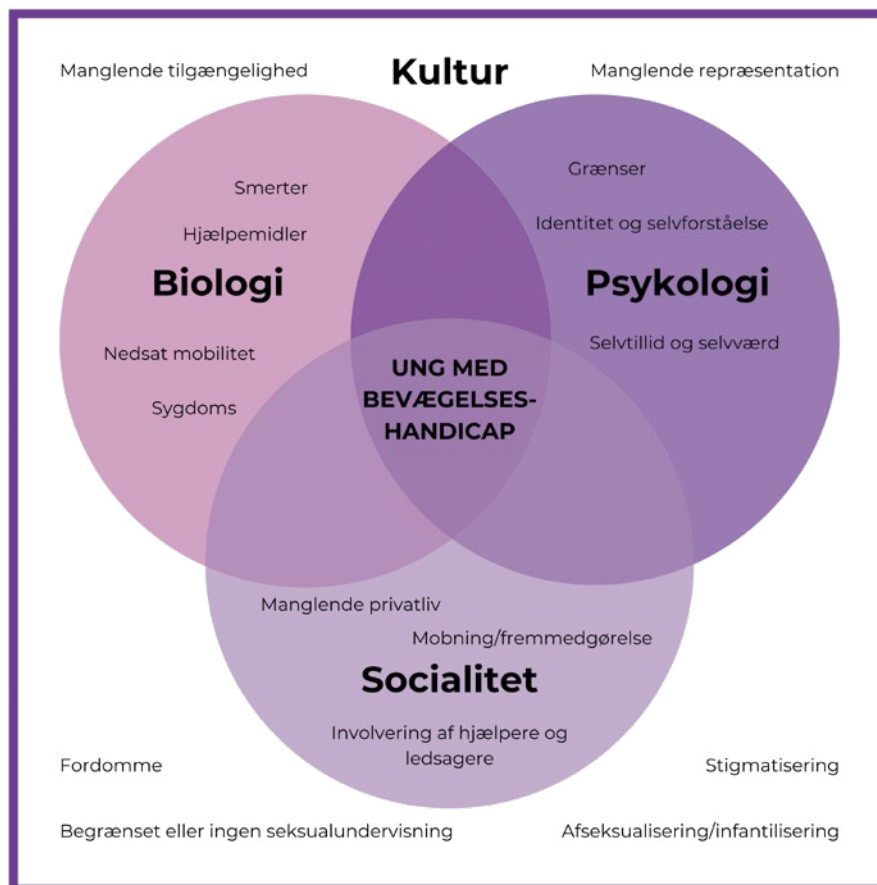 Manglende tilgængelighed
Kultur
Manglende repræsentation
Smerter
Hjælpemidler
Biologi
Nedsat mobilitet
Sygdoms
Grænser
Identitet og selvforståelse
Psykologi
Selvtillid og selvværd
UNG MED
BEVÆGELSES-
HANDICAP
Manglende privatliv
Mobning/fremmedgørelse
Socialitet
Involvering af hjælpere og
ledsagere
Fordomme
Stigmatisering
Begrænset eller ingen seksualundervisning
Afseksualisering/infantilisering